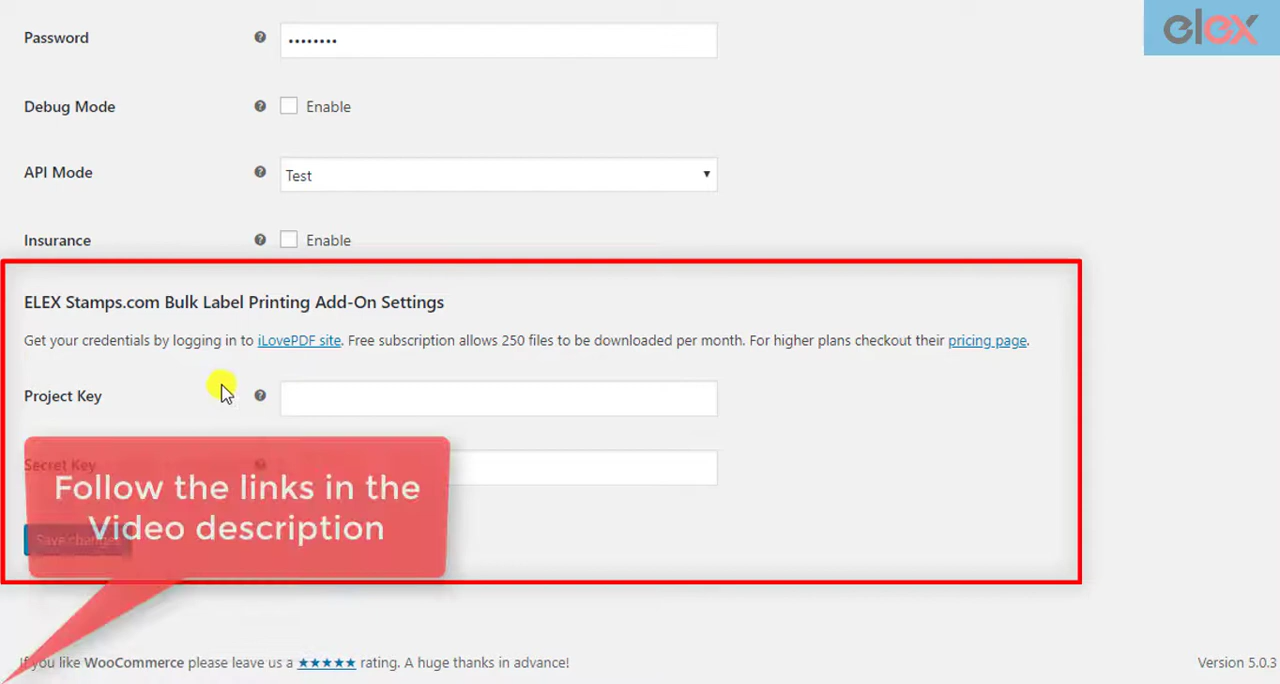 elex
Password
••••••••
Debug Mode
Enable
API Mode
Test
Insurance
Enable
ELEX Stamps.com Bulk Label Printing Add-On Settings
Get your credentials by logging in to iLovePDF site. Free subscription allows 250 files to be downloaded per month. For higher plans checkout their pricing page.
Project Key
Secret Key
Follow the links in the
Video description
Save changes
If you like WooCommerce please leave us a ★★★★★ rating. A huge thanks in advance!
Version 5.0.3